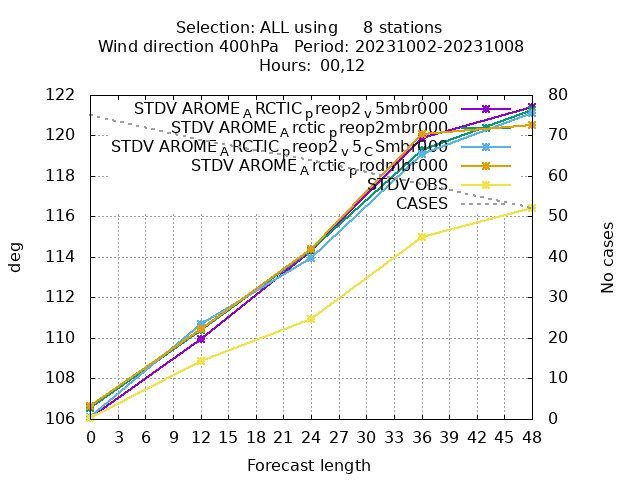 Selection: ALL using 8 stations
Wind direction 400hPa Period: 20231002-20231008
Hours: 00,12
STDV AROME_ARCTIC_preop2_v5mbr000
STDV AROME_Arctic_preop2mbr000
STDV AROME_ARCTIC_preop2_v5_CSmbr000
STDV AROME_Arctic_prodmbr000
STDV OBS
CASES
122
120
118
116
114
112
110
108
106
deg
80
70
60
50
40
30
20
10
0
No cases
0 3 6 9 12 15 18 21 24 27 30 33 36 39 42 45 48
Forecast length